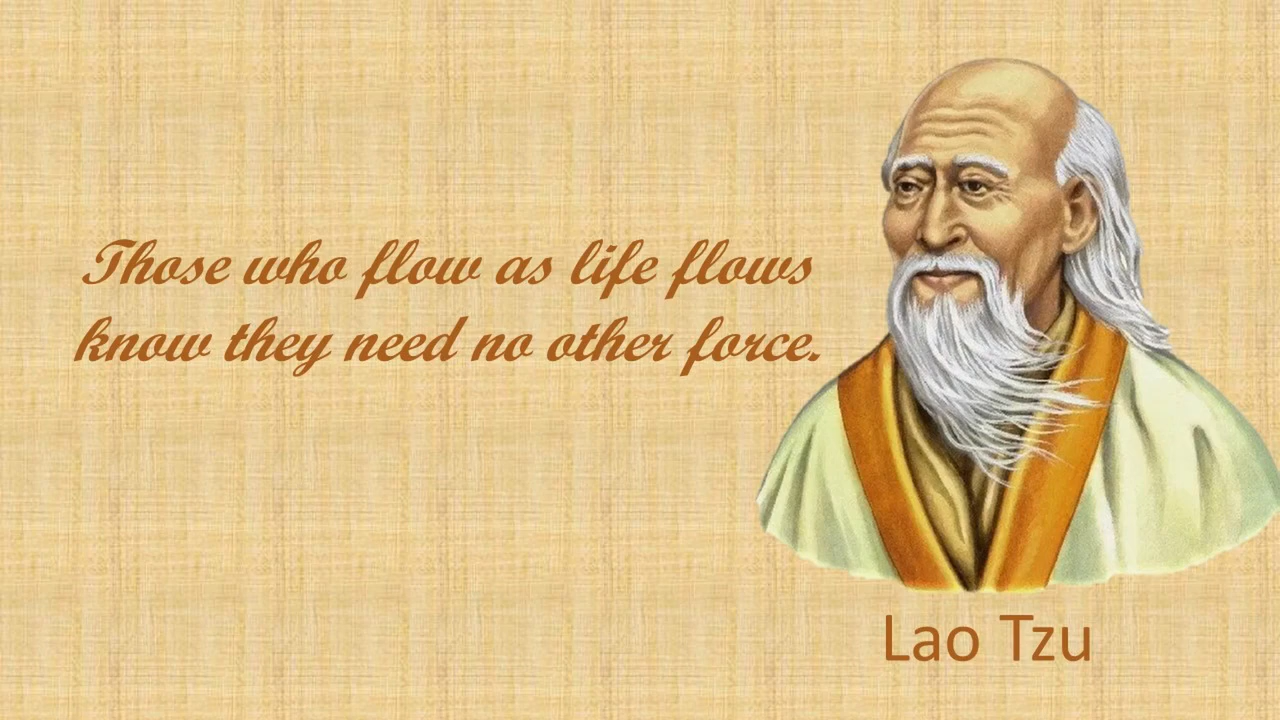 Those who flow as life flows
know they need no other force.
Lao Tzu